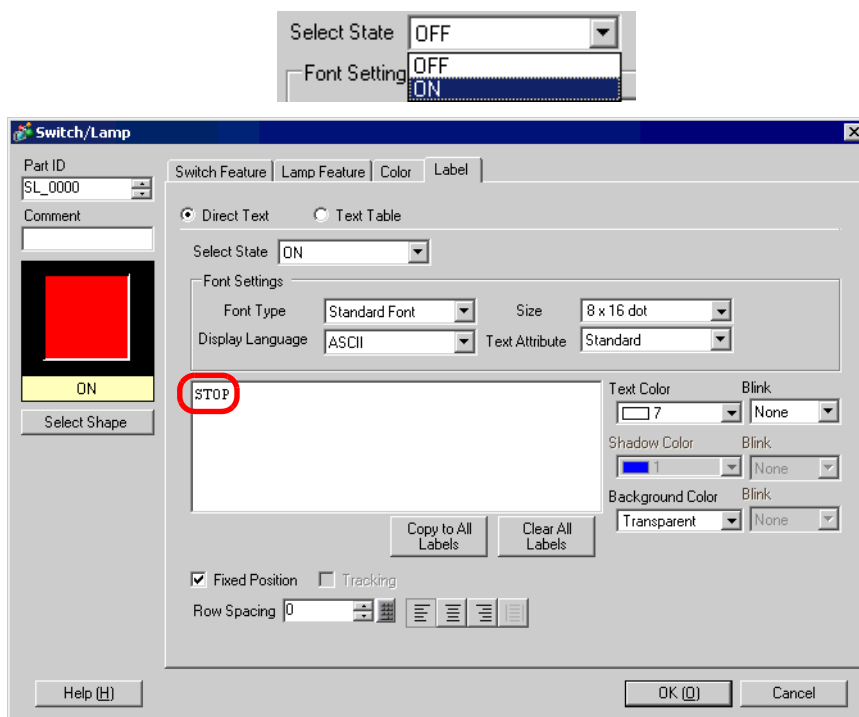 Select State OFF
Font Setting OFF
ON
Switch/Lamp
Part ID
SL_0000
Comment
Switch Feature Lamp Feature Color Label
Direct Text Text Table
Select State ON
Font Settings
Font Type Standard Font Size 8 x 16 dot
Display Language ASCII Text Attribute Standard
ON
Select Shape
STOP
Text Color Blink
7 None
Shadow Color Blink
1 None
Background Color Blink
Transparent None
Copy to All Labels Clear All Labels
Fixed Position Tracking
Row Spacing 0
Help (H) OK (O) Cancel